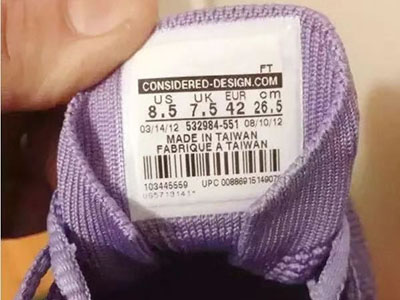 FT
CONSIDERED-DESIGN.COM
US UK EUR cm
8.5 7.5 42 26.5
03/14/12 532984-551 08/10/12
MADE IN TAIWAN
FABRIQUE A TAIWAN
103445559 UPC